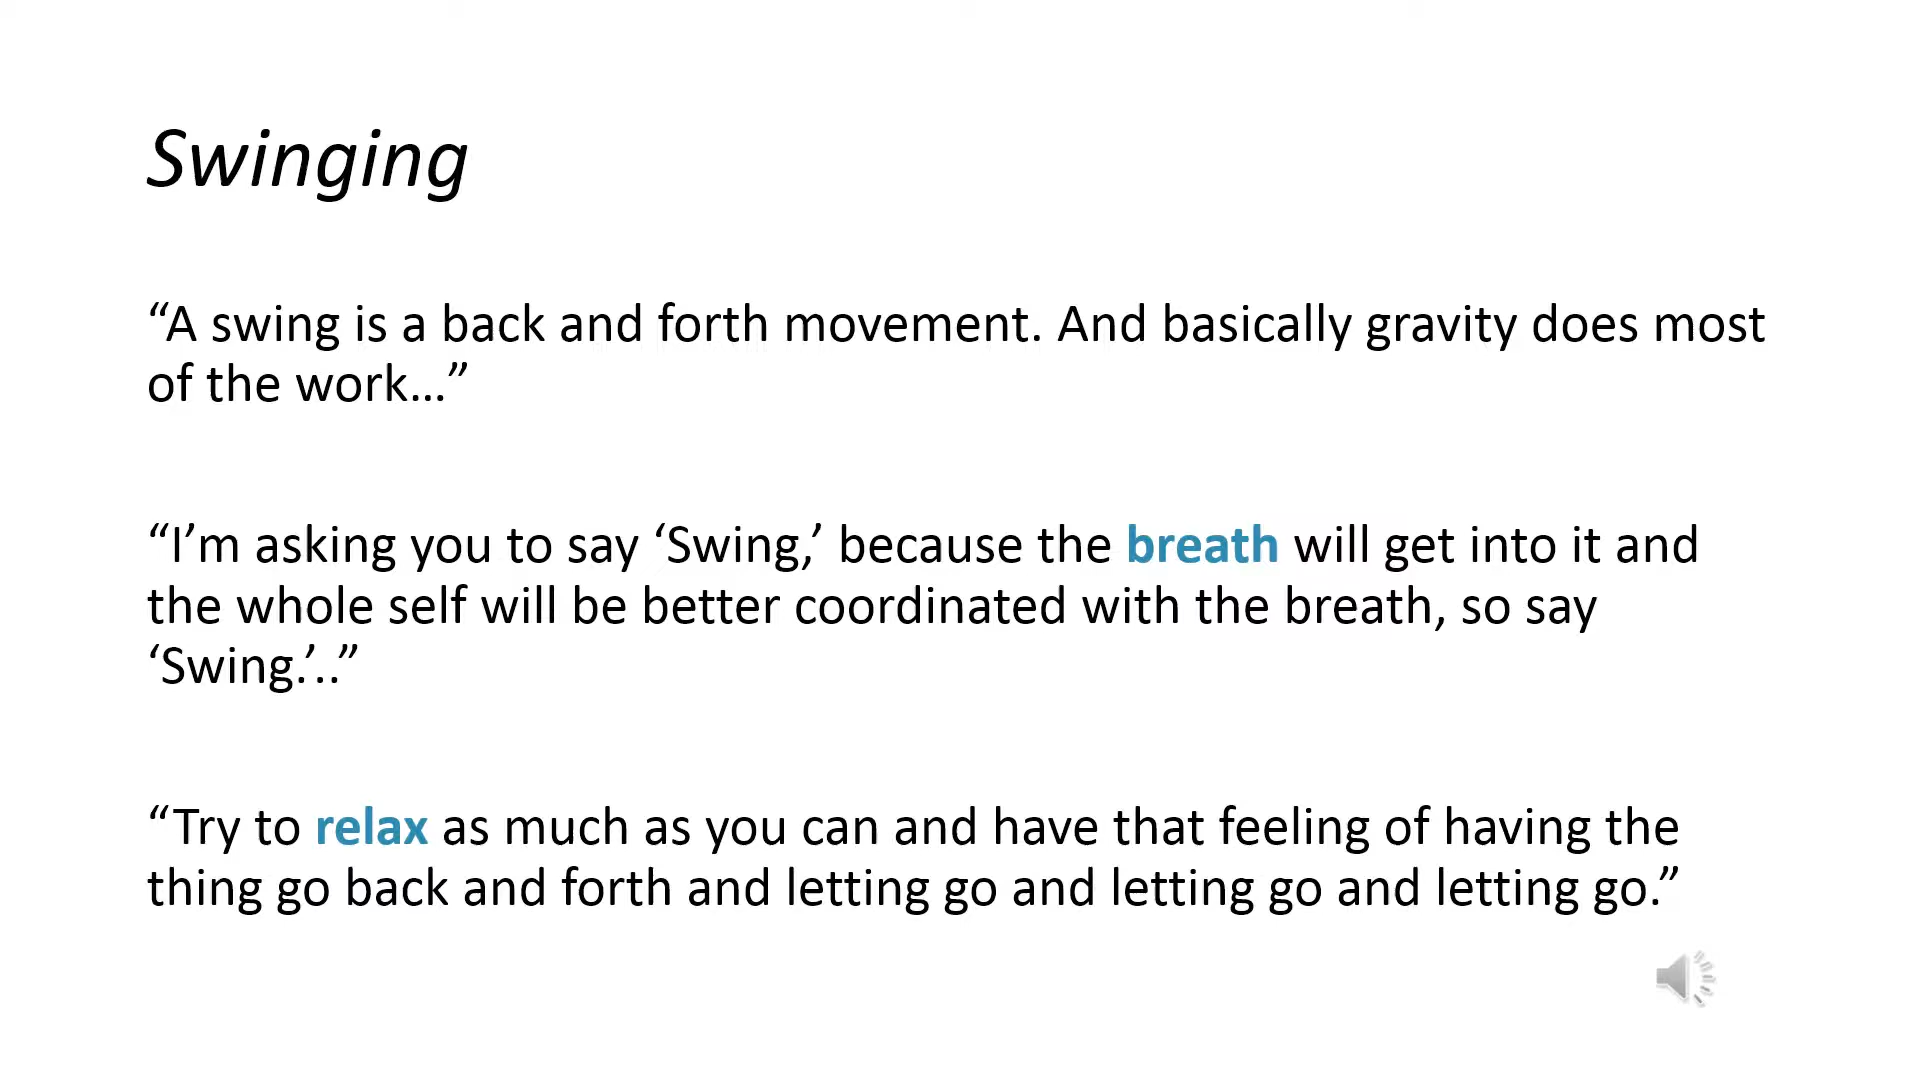 Swinging
“A swing is a back and forth movement. And basically gravity does most
of the work…”
“I’m asking you to say ‘Swing,’ because the breath will get into it and
the whole self will be better coordinated with the breath, so say
‘Swing.’..”
“Try to relax as much as you can and have that feeling of having the
thing go back and forth and letting go and letting go and letting go.”